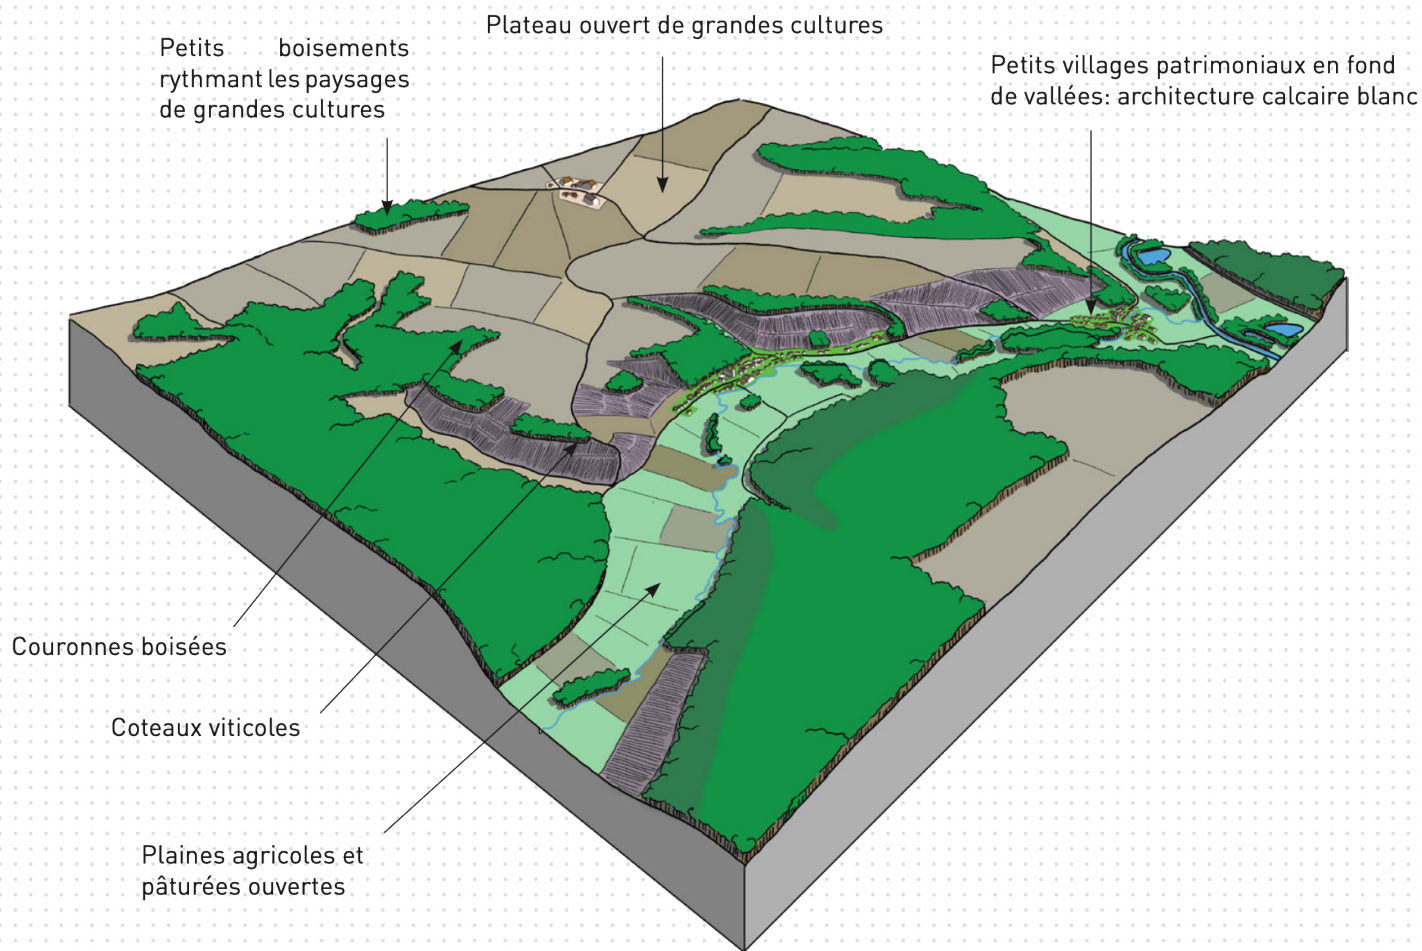 Plateau ouvert de grandes cultures
Petits boisements
rythmant les paysages
de grandes cultures
Petits villages patrimoniaux en fond
de vallées: architecture calcaire blanc
Couronnes boisées
Coteaux viticoles
Plaines agricoles et
pâturées ouvertes